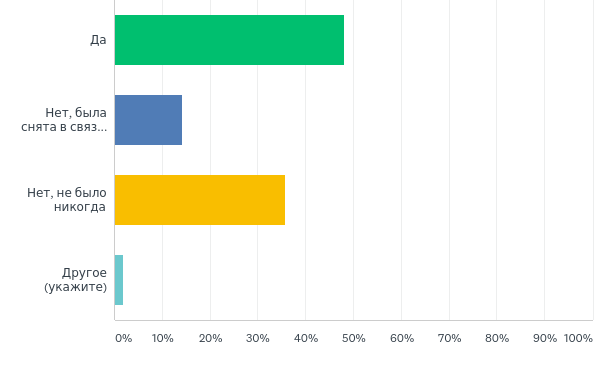 Да
Нет, была
снята в связ...
Нет, не было
никогда
Другое
(укажите)
0% 10% 20% 30% 40% 50% 60% 70% 80% 90% 100%